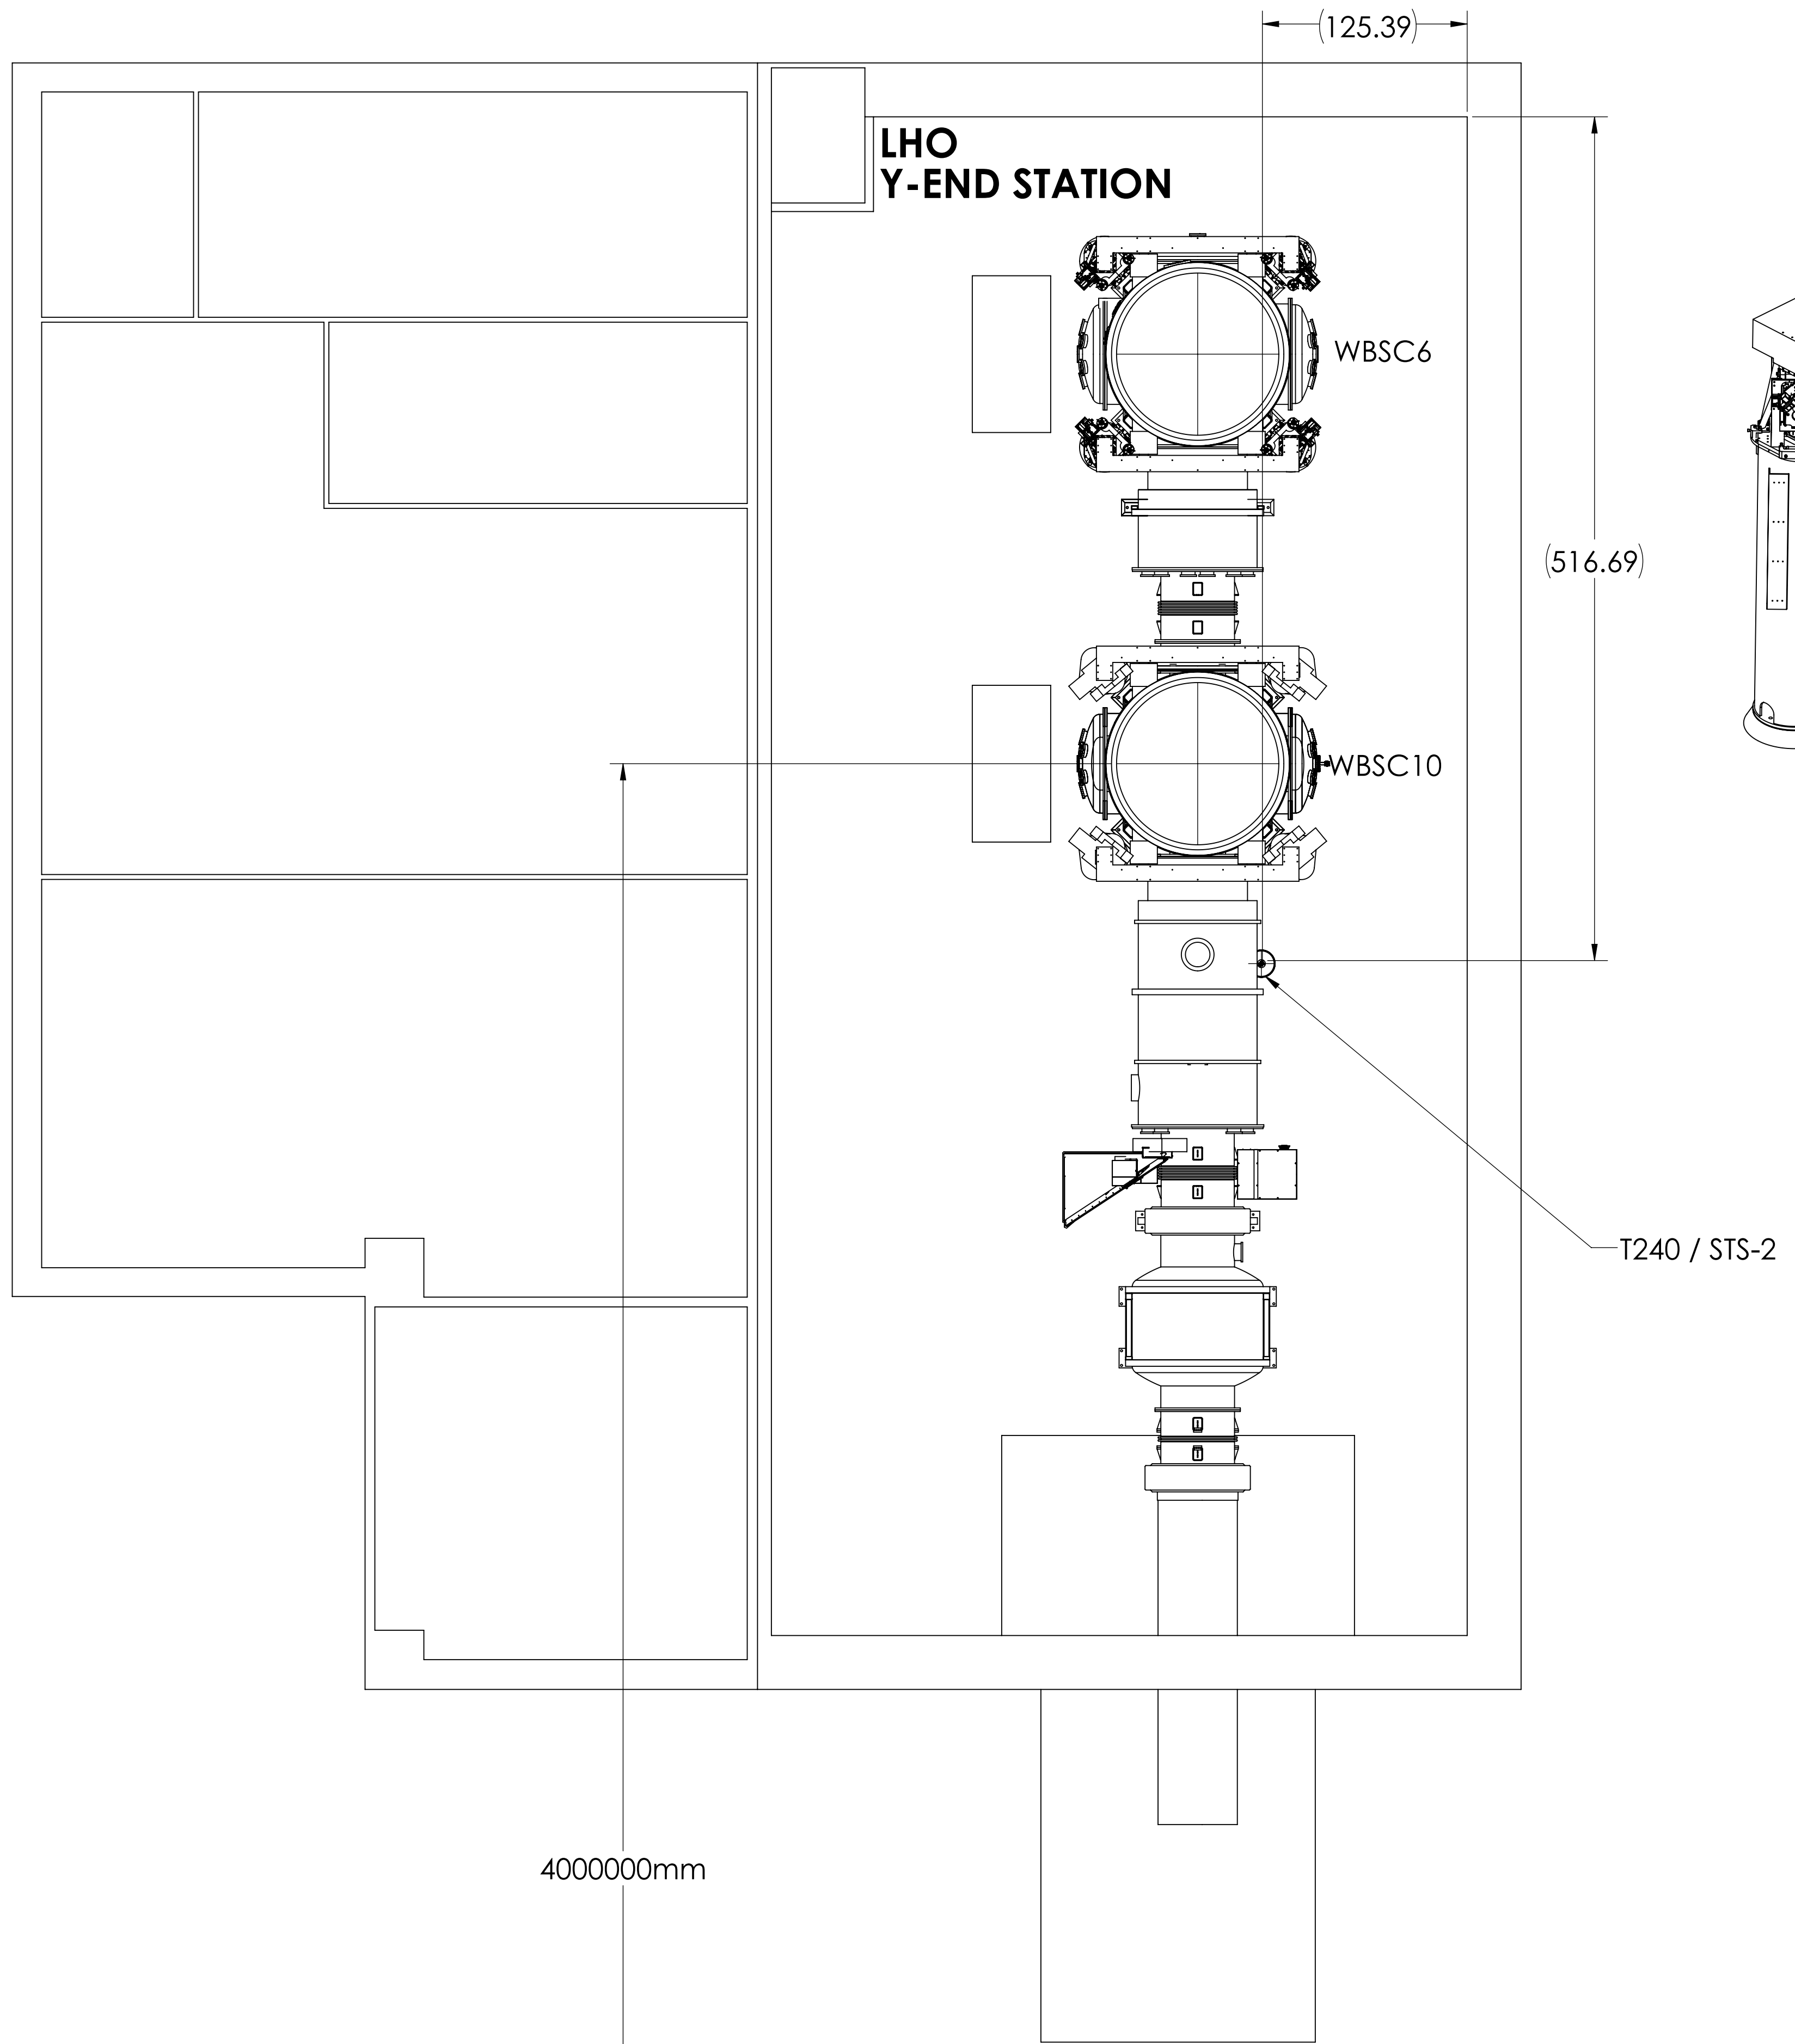 (125.39)
LHO
Y-END STATION
WBSC6
(516.69)
WBSC10
T240 / STS-2
4000000mm